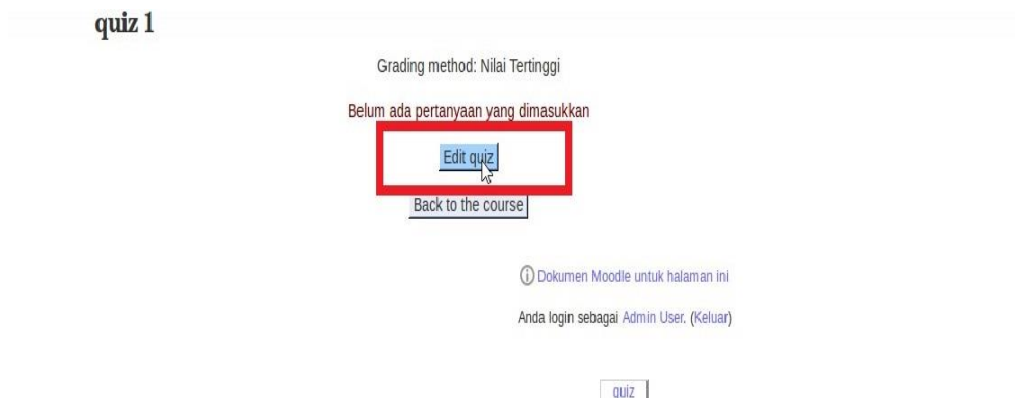 quiz 1
Grading method: Nilai Tertinggi
Belum ada pertanyaan yang dimasukkan
Edit quiz
Back to the course
Dokumen Moodle untuk halaman ini
Anda login sebagai Admin User. (Keluar)
quiz